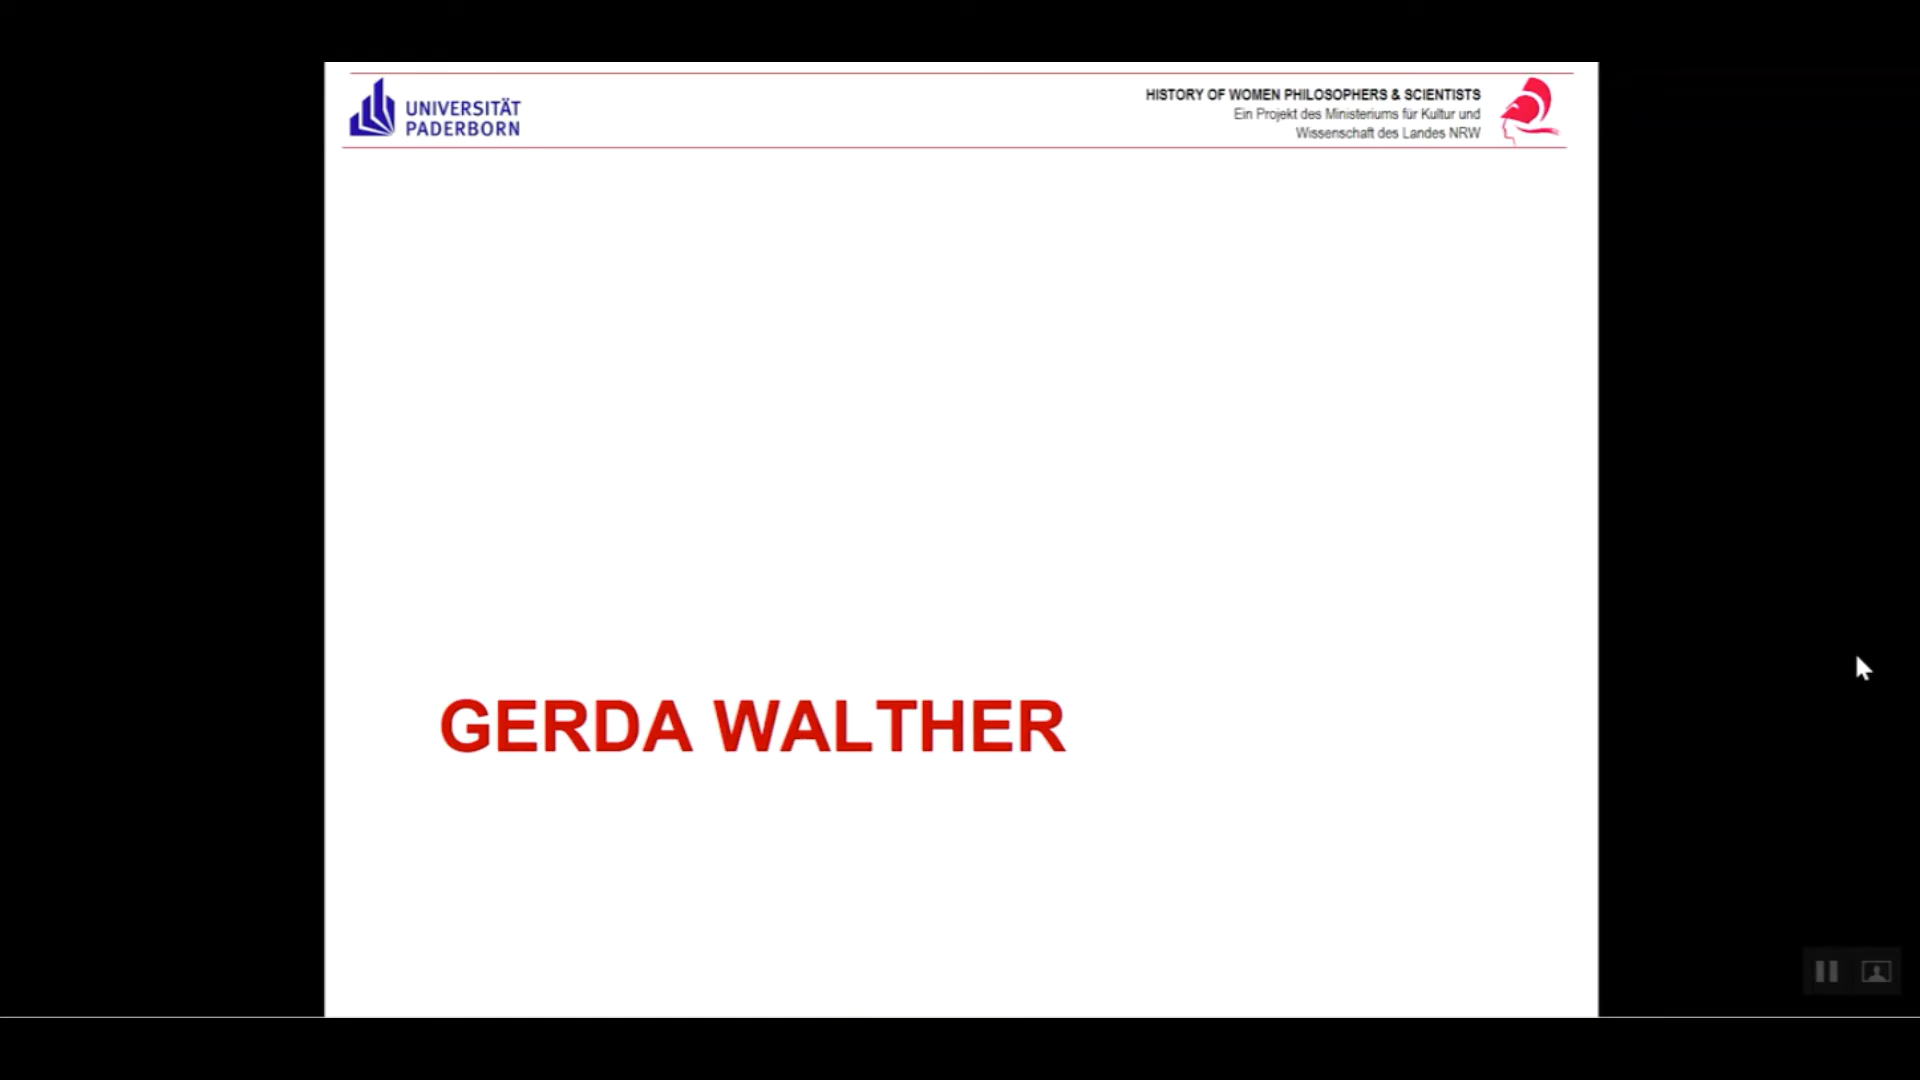 UNIVERSITÄT
PADERBORN
HISTORY OF WOMEN PHILOSOPHERS & SCIENTISTS
Ein Projekt des Ministeriums für Kultur und
Wissenschaft des Landes NRW
GERDA WALTHER